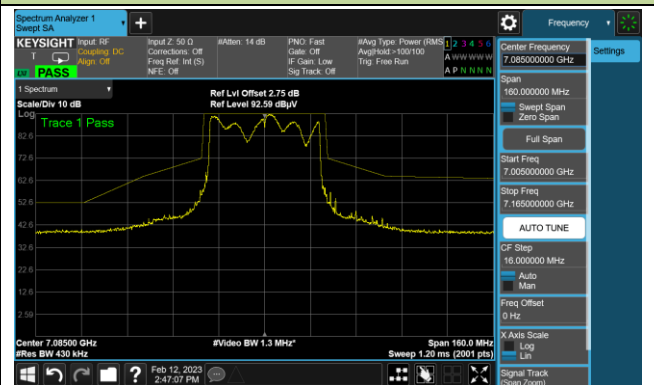 Spectrum Analyzer 1
Swept SA
Frequency
KEYSIGHT
Input: RF
Coupling: DC
Align: Off
Input Z: 50 Ω
Corrections: Off
Freq Ref: Int (S)
NFE: Off
#Atten: 14 dB
PNO: Fast
Gate: Off
IF Gain: Low
Sig Track: Off
#Avg Type: Power (RMS
Avg|Hold:>100/100
Trig: Free Run
1 2 3 4 5 6
A W W W W W
A P N N N N
T
PASS
Center Frequency
7.085000000 GHz
Settings
Span
160.000000 MHz
Swept Span
Zero Span
Full Span
Start Freq
7.005000000 GHz
Stop Freq
7.165000000 GHz
AUTO TUNE
CF Step
16.000000 MHz
Auto
Man
Freq Offset
0 Hz
X Axis Scale
Log
Lin
Signal Track
(Span Zoom)
1 Spectrum
Scale/Div 10 dB
Ref Lvl Offset 2.75 dB
Ref Level 92.59 dBµV
Log
Trace 1 Pass
82.6
72.6
62.6
52.6
42.6
32.6
22.6
12.6
2.59
Center 7.08500 GHz
#Res BW 430 kHz
#Video BW 1.3 MHz*
Span 160.0 MHz
Sweep 1.20 ms (2001 pts)
?
Feb 12, 2023
2:47:07 PM